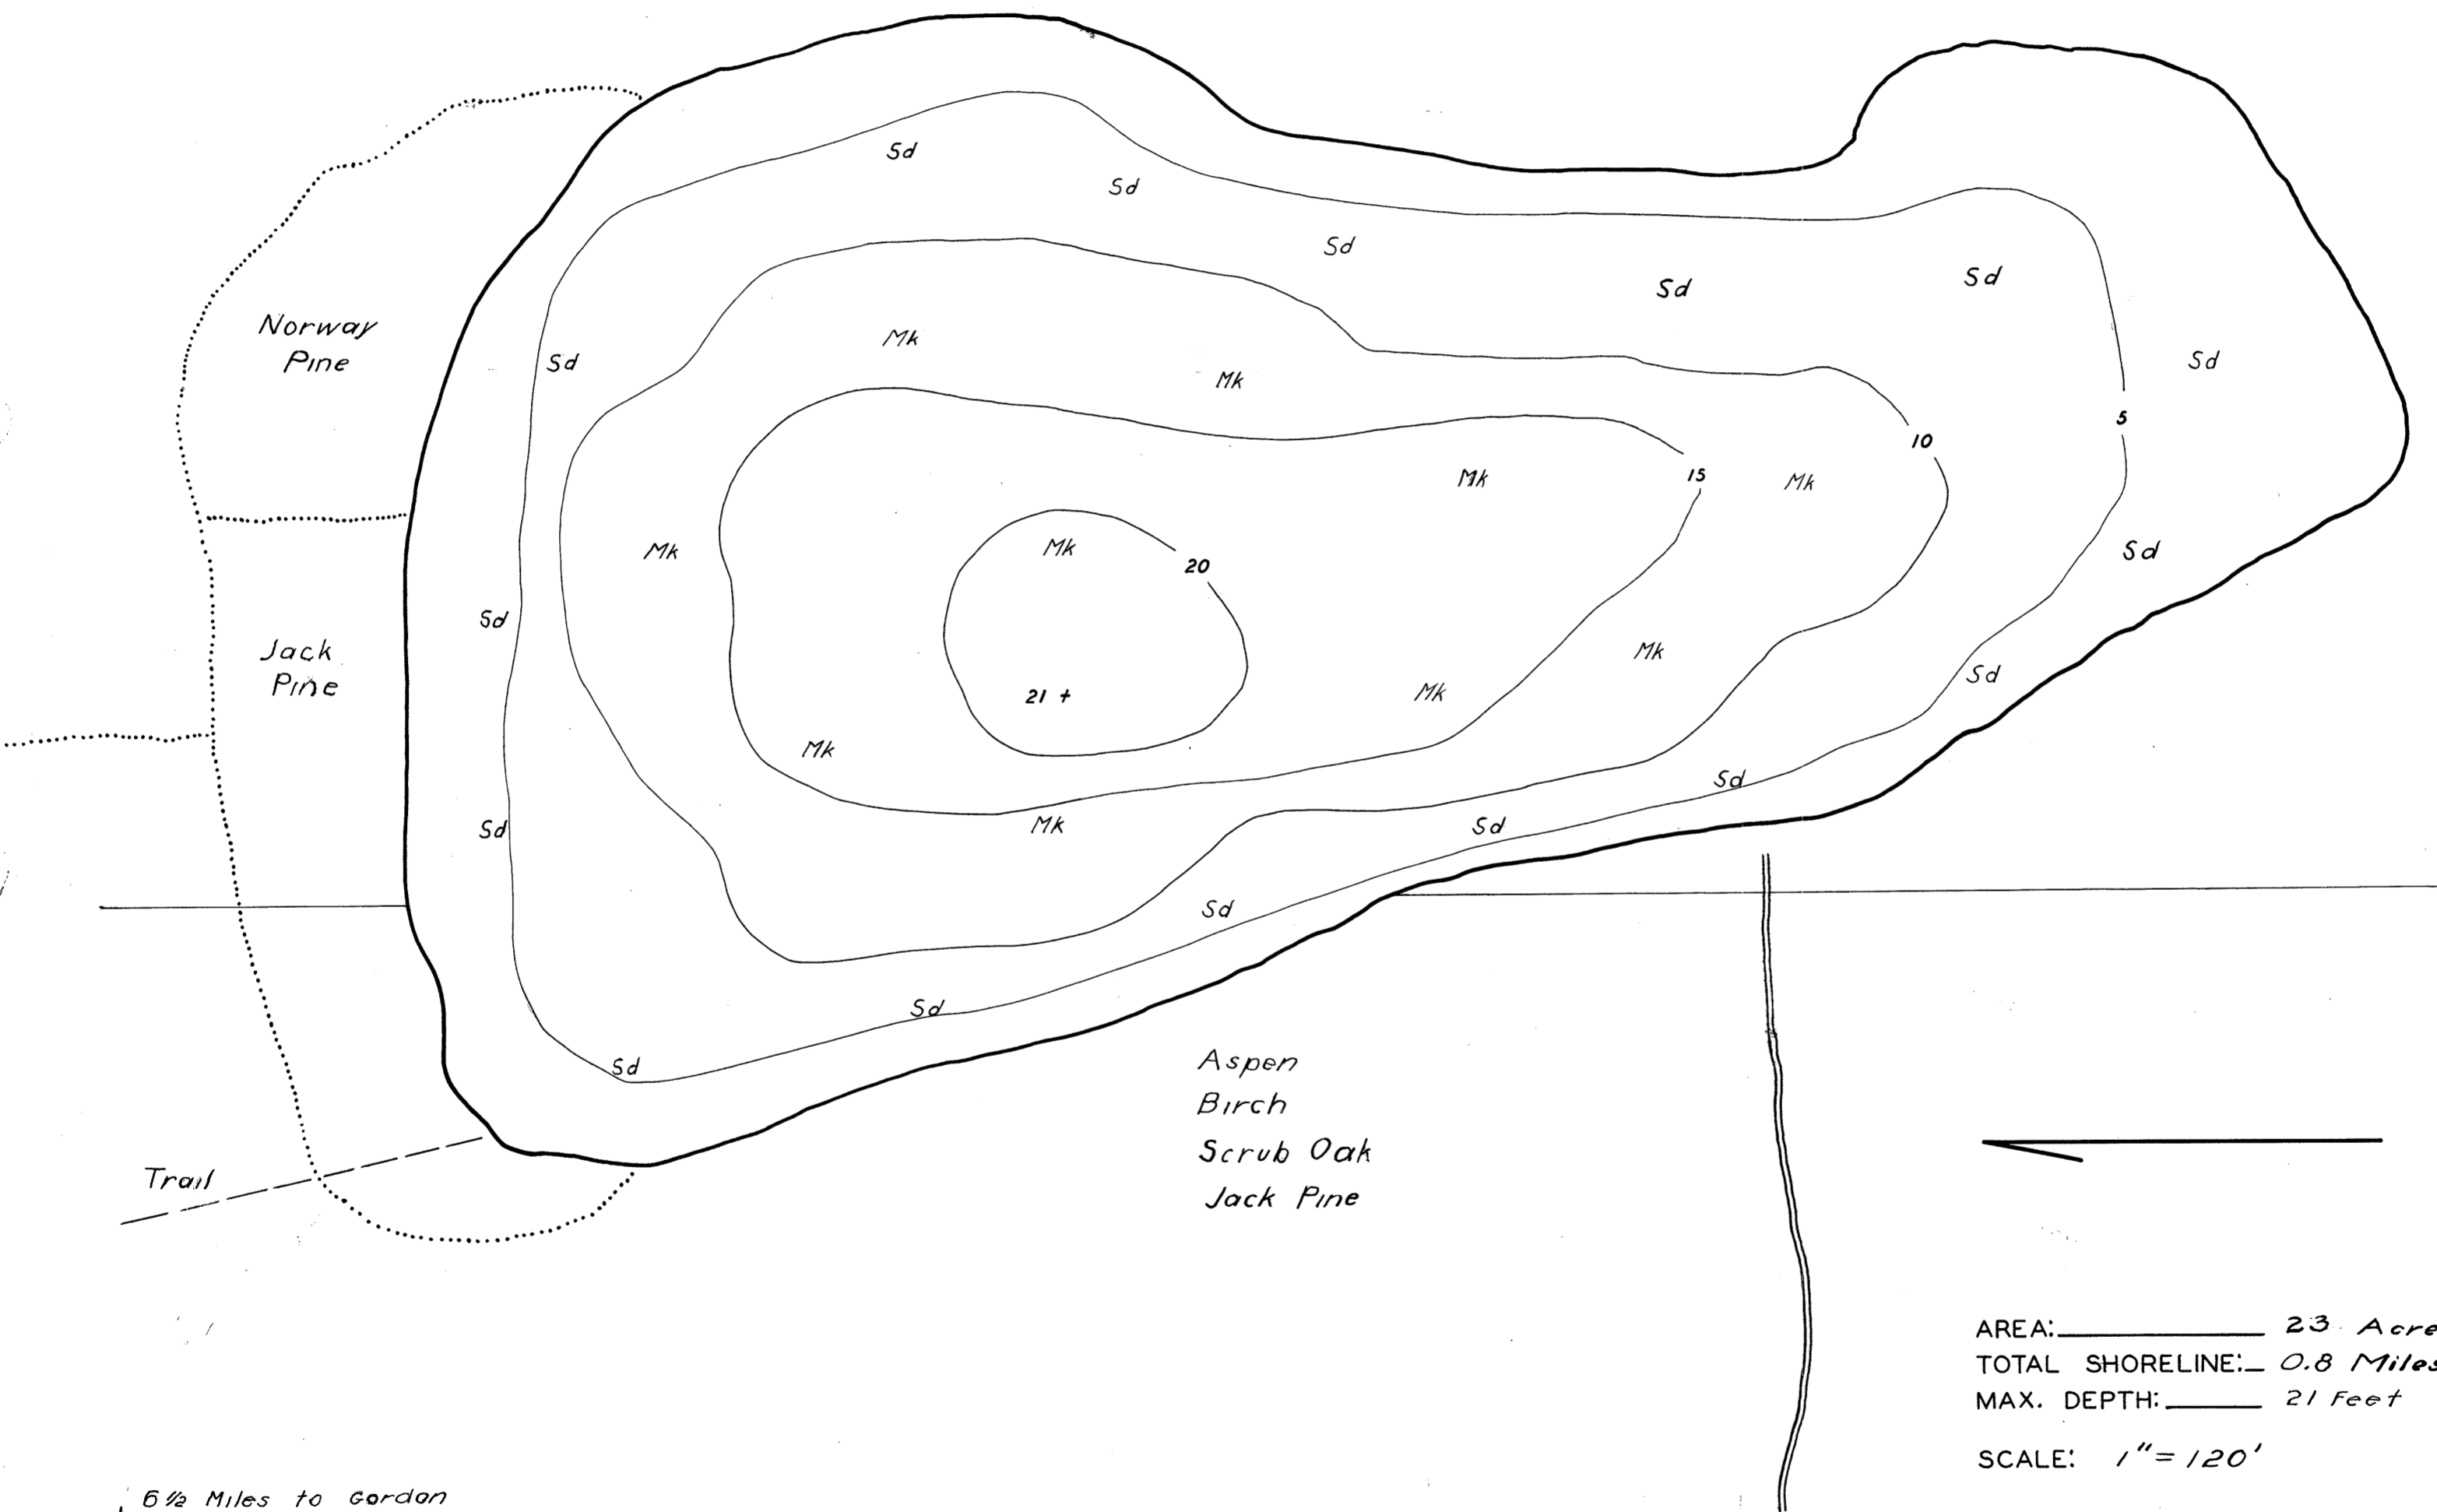 Sd
Sd
Sd
Sd
Sd
Norway
Pine
Mk
Sd
Mk
Sd
5
10
15
Mk
Mk
Mk
Mk
Sd
20
Sd
Jack
Pine
Mk
Sd
21 +
Mk
Mk
Sd
Sd
Mk
Sd
Sd
Sd
Sd
Aspen
Birch
Scrub Oak
Jack Pine
Trail
AREA: 23 Acre
TOTAL SHORELINE: 0.8 Miles
MAX. DEPTH: 21 Feet
SCALE: 1" = 120'
6 1/2 Miles to Gordon